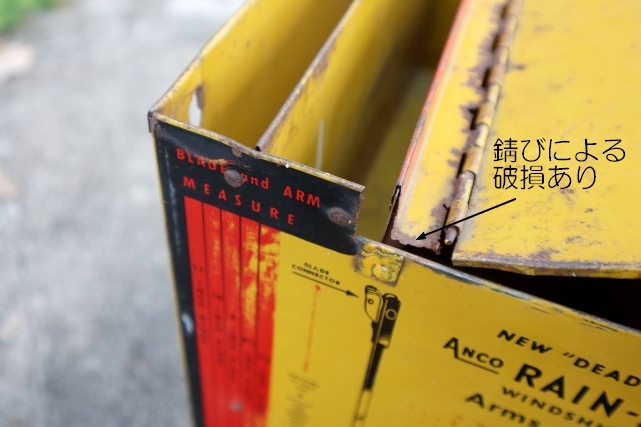 錆びによる
破損あり
BLADE and ARM
MEASURE
BLADE
CONNECTOR
NEW "DEAD
ANCO RAIN-
WINDSHI
Arms